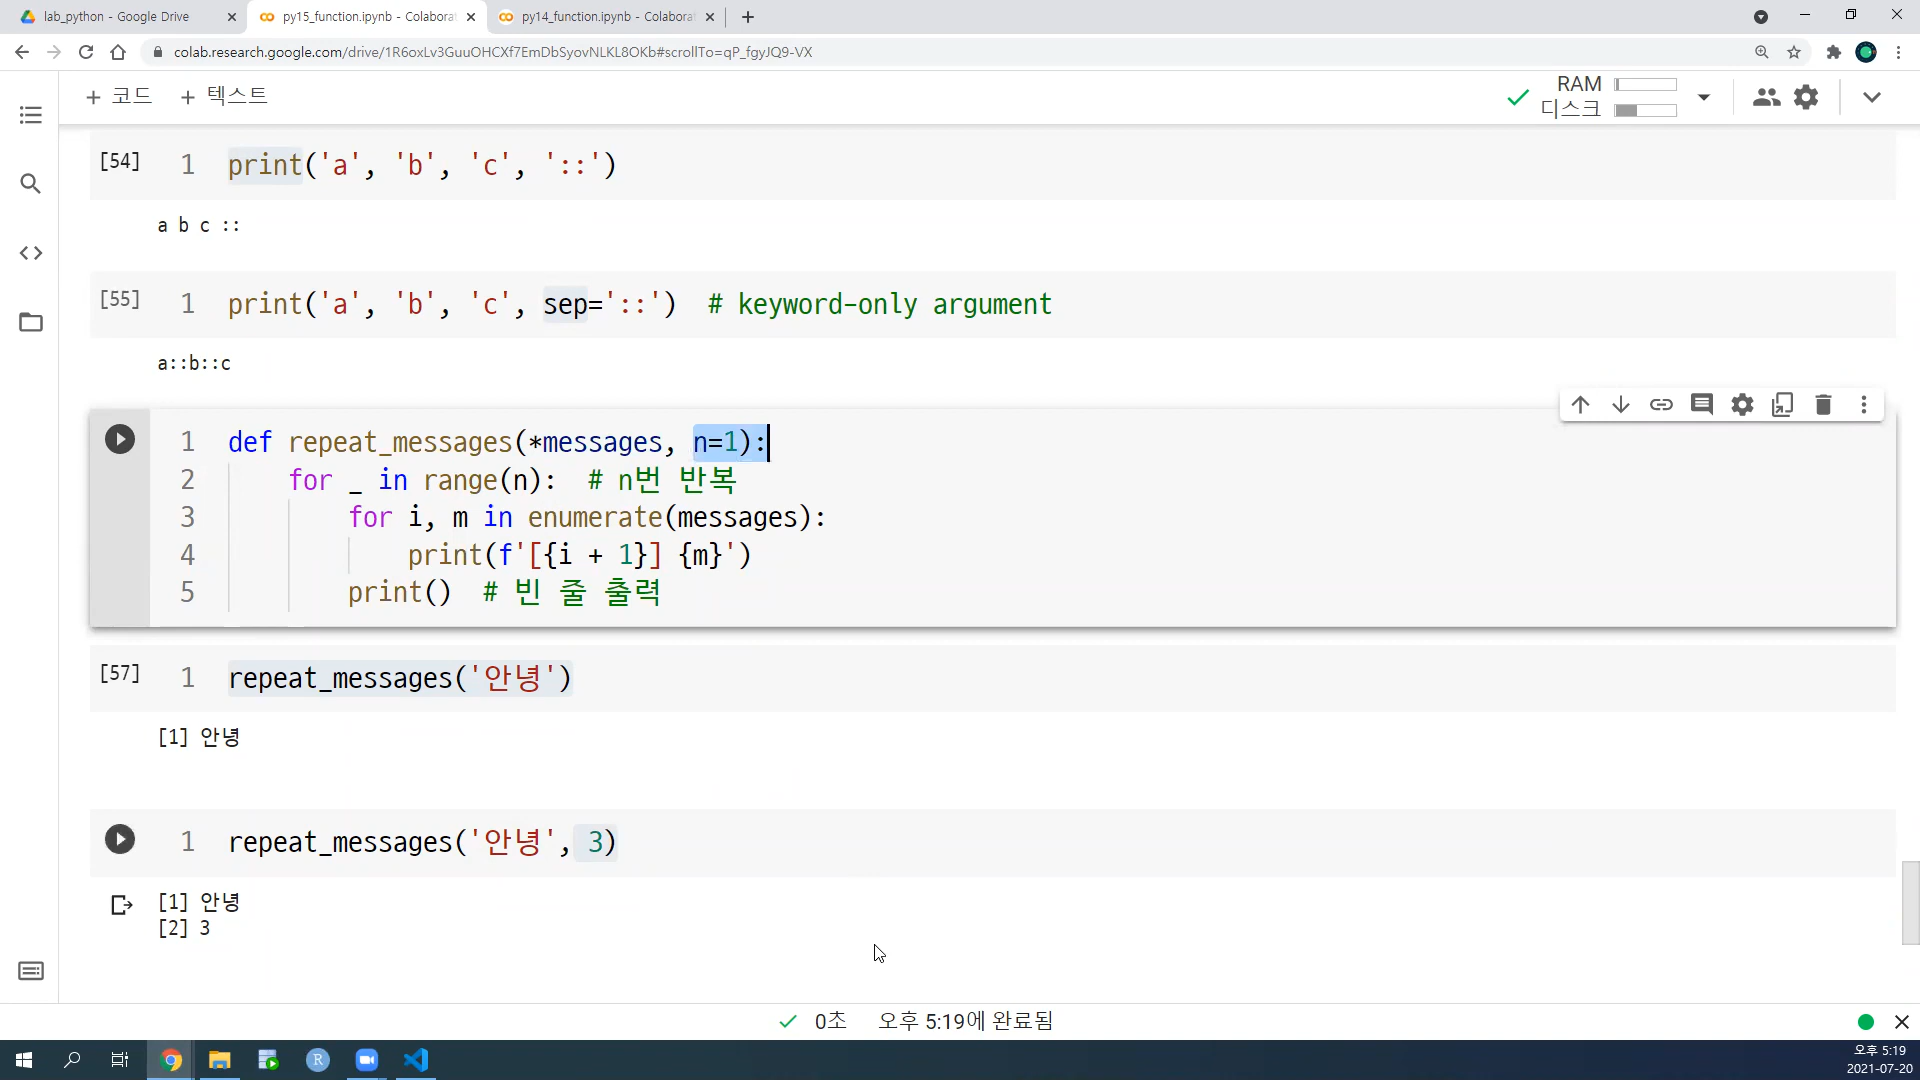 lab_python - Google Drive
py15_function.ipynb - Colaborat
py14_function.ipynb - Colaborat
colab.research.google.com/drive/1R6oxLv3GuuOHCXf7EmDbSyovNLKL8OKb#scrollTo=qP_fgyJQ9-VX
+ 코드 + 텍스트
RAM
디스크
[54] 1 print('a', 'b', 'c', '::')
a b c ::
[55] 1 print('a', 'b', 'c', sep='::')  # keyword-only argument
a::b::c
1 def repeat_messages(*messages, n=1):
2     for _ in range(n):  # n번 반복
3         for i, m in enumerate(messages):
4             print(f'[{i + 1}] {m}')
5         print()  # 빈 줄 출력
[57] 1 repeat_messages('안녕')
[1] 안녕
1 repeat_messages('안녕', 3)
[1] 안녕
[2] 3
0초 오후 5:19에 완료됨
R
오후 5:19
2021-07-20